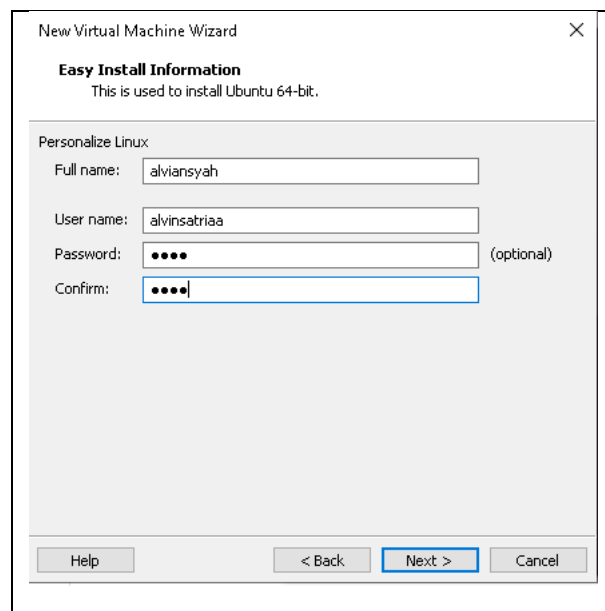 New Virtual Machine Wizard
Easy Install Information
This is used to install Ubuntu 64-bit.
Personalize Linux
Full name: alviansyah
User name: alvinsatriaa
Password: ●●●● (optional)
Confirm: ●●●●
Help < Back Next > Cancel